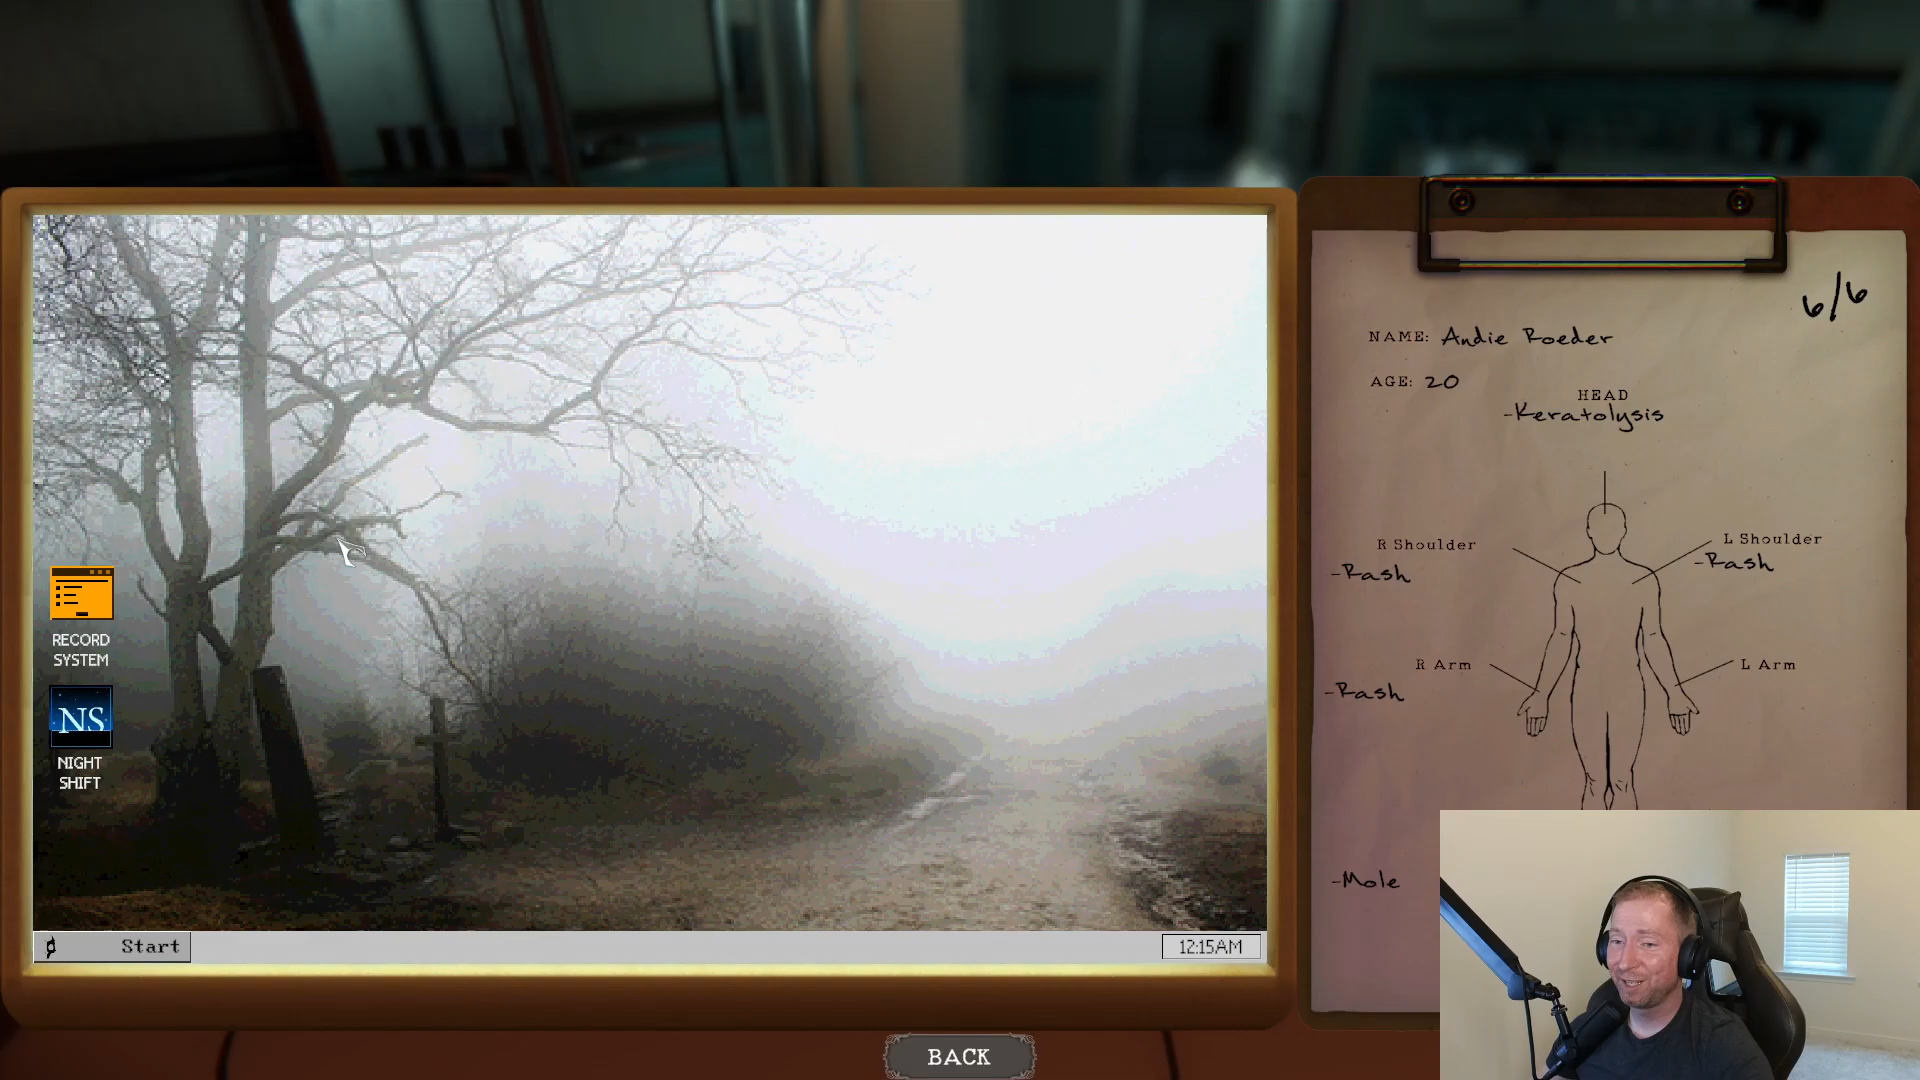 RECORD
SYSTEM
NS
NIGHT
SHIFT
Start
12:15AM
BACK
6/6
NAME: Andie Roeder
AGE: 20
HEAD
-Keratolysis
R Shoulder
-Rash
L Shoulder
-Rash
R Arm
-Rash
L Arm
-Mole